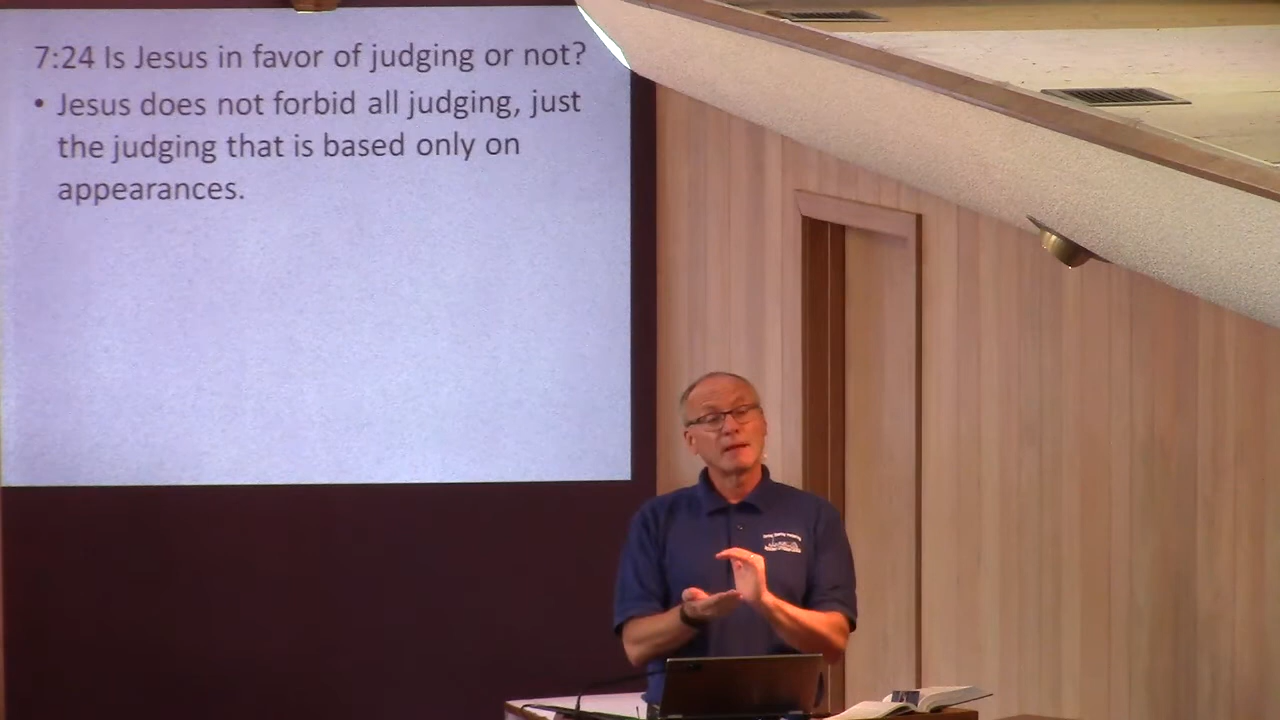 7:24 Is Jesus in favor of judging or not?
• Jesus does not forbid all judging, just
the judging that is based only on
appearances.